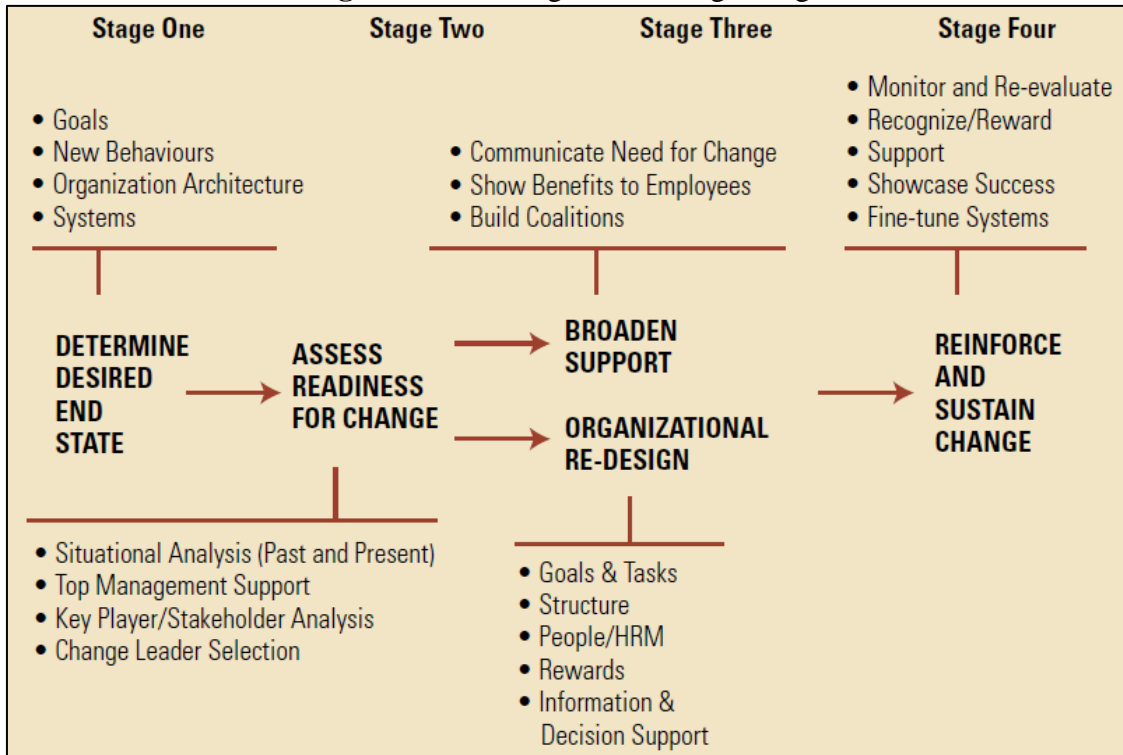 Stage One
Stage Two
Stage Three
Stage Four
• Goals
• New Behaviours
• Organization Architecture
• Systems
• Communicate Need for Change
• Show Benefits to Employees
• Build Coalitions
• Monitor and Re-evaluate
• Recognize/Reward
• Support
• Showcase Success
• Fine-tune Systems
DETERMINE
DESIRED
END
STATE
ASSESS
READINESS
FOR CHANGE
BROADEN
SUPPORT
ORGANIZATIONAL
RE-DESIGN
REINFORCE
AND
SUSTAIN
CHANGE
• Situational Analysis (Past and Present)
• Top Management Support
• Key Player/Stakeholder Analysis
• Change Leader Selection
• Goals & Tasks
• Structure
• People/HRM
• Rewards
• Information &
Decision Support